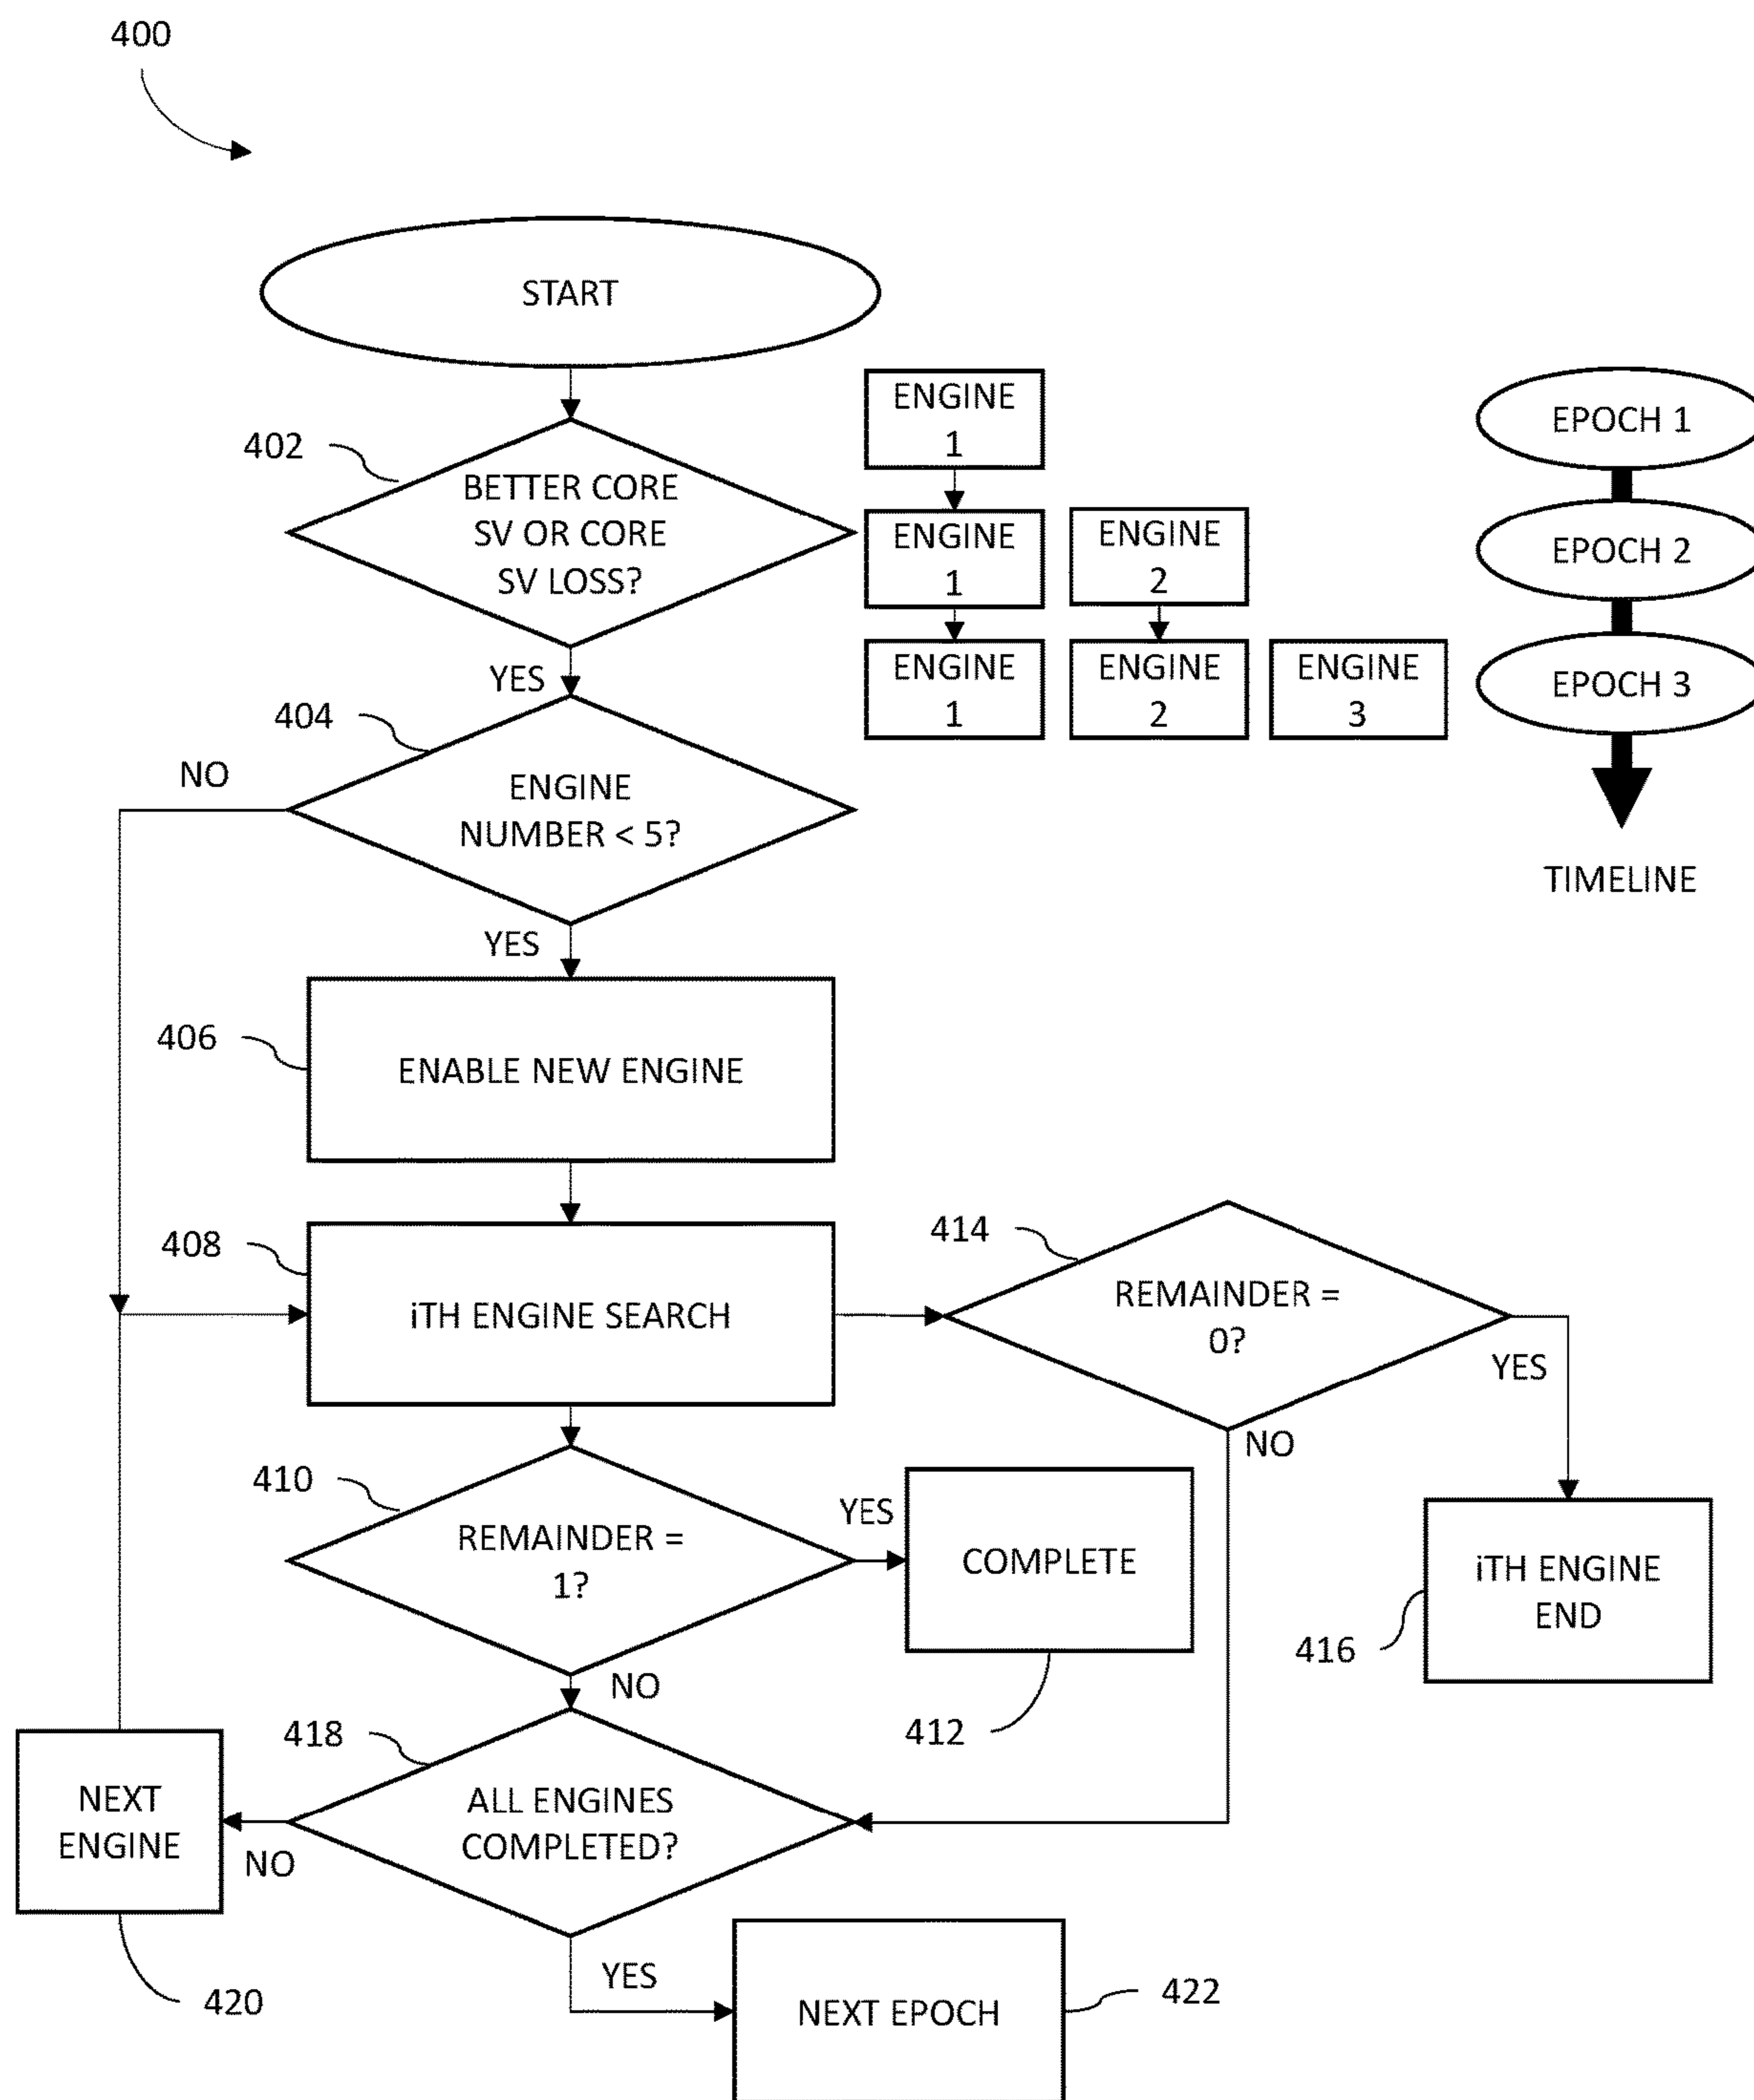 400
START
402
BETTER CORE
SV OR CORE
SV LOSS?
ENGINE
1
ENGINE
1
ENGINE
2
ENGINE
1
ENGINE
2
ENGINE
3
EPOCH 1
EPOCH 2
EPOCH 3
TIMELINE
YES
404
NO
ENGINE
NUMBER < 5?
YES
406
ENABLE NEW ENGINE
408
iTH ENGINE SEARCH
414
REMAINDER =
0?
YES
NO
410
REMAINDER =
1?
YES
COMPLETE
412
iTH ENGINE
END
416
NO
418
ALL ENGINES
COMPLETED?
NEXT
ENGINE
NO
420
YES
NEXT EPOCH
422